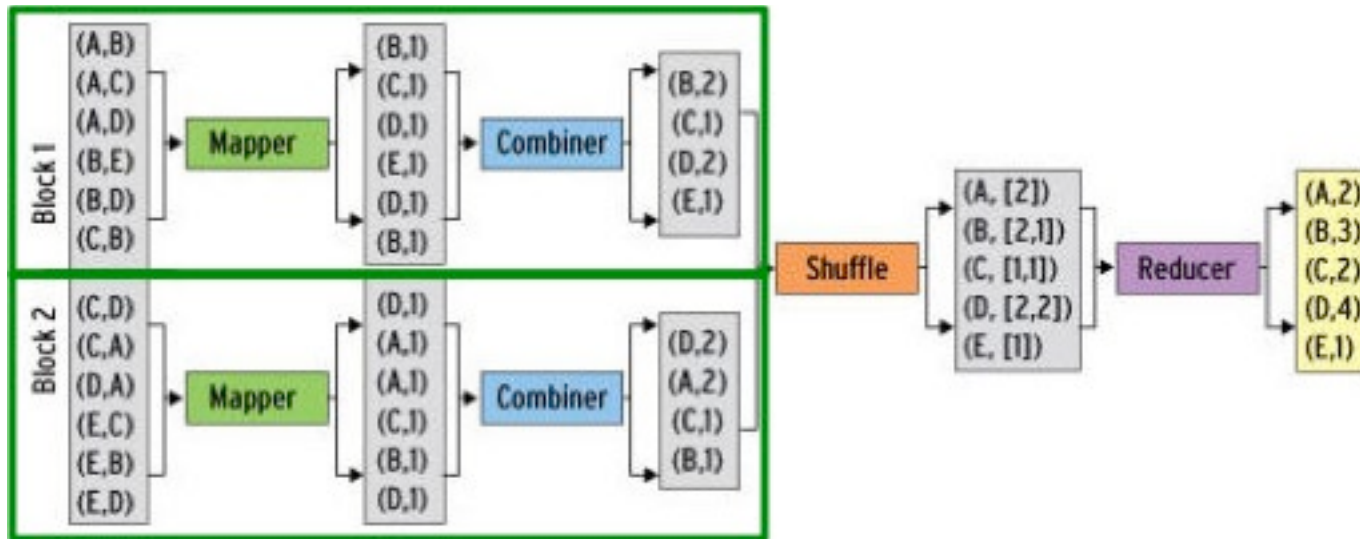 Block 1
(A,B)
(A,C)
(A,D)
(B,E)
(B,D)
(C,B)
Mapper
(B,1)
(C,1)
(D,1)
(E,1)
(D,1)
(B,1)
Combiner
(B,2)
(C,1)
(D,2)
(E,1)
Block 2
(C,D)
(C,A)
(D,A)
(E,C)
(E,B)
(E,D)
Mapper
(D,1)
(A,1)
(A,1)
(C,1)
(B,1)
(D,1)
Combiner
(D,2)
(A,2)
(C,1)
(B,1)
Shuffle
(A, [2])
(B, [2,1])
(C, [1,1])
(D, [2,2])
(E, [1])
Reducer
(A,2)
(B,3)
(C,2)
(D,4)
(E,1)